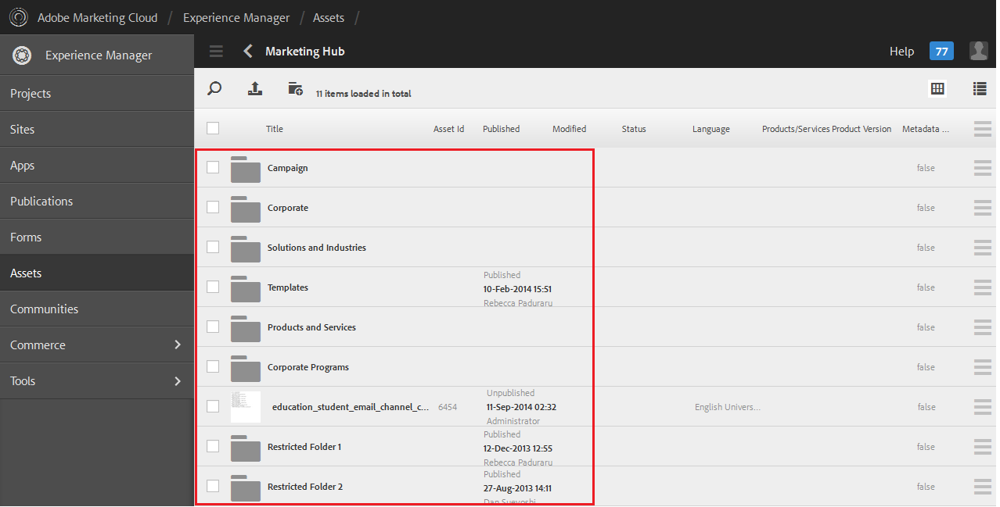 Adobe Marketing Cloud / Experience Manager / Assets /
Experience Manager
Marketing Hub
Help
77
Projects
Sites
Apps
Publications
Forms
Assets
Communities
Commerce
Tools
11 items loaded in total
Title Asset Id Published Modified Status Language Products/Services Product Version Metadata ...
Campaign false
Corporate false
Solutions and Industries false
Published
Templates 10-Feb-2014 15:51 false
Rebecca Paduraru
Products and Services false
Corporate Programs false
Unpublished
education_student_email_channel_c... 6454 11-Sep-2014 02:32 English Univers... false
Administrator
Published
Restricted Folder 1 12-Dec-2013 12:55 false
Rebecca Paduraru
Published
Restricted Folder 2 27-Aug-2013 14:11 false
Dan Sueyoshi